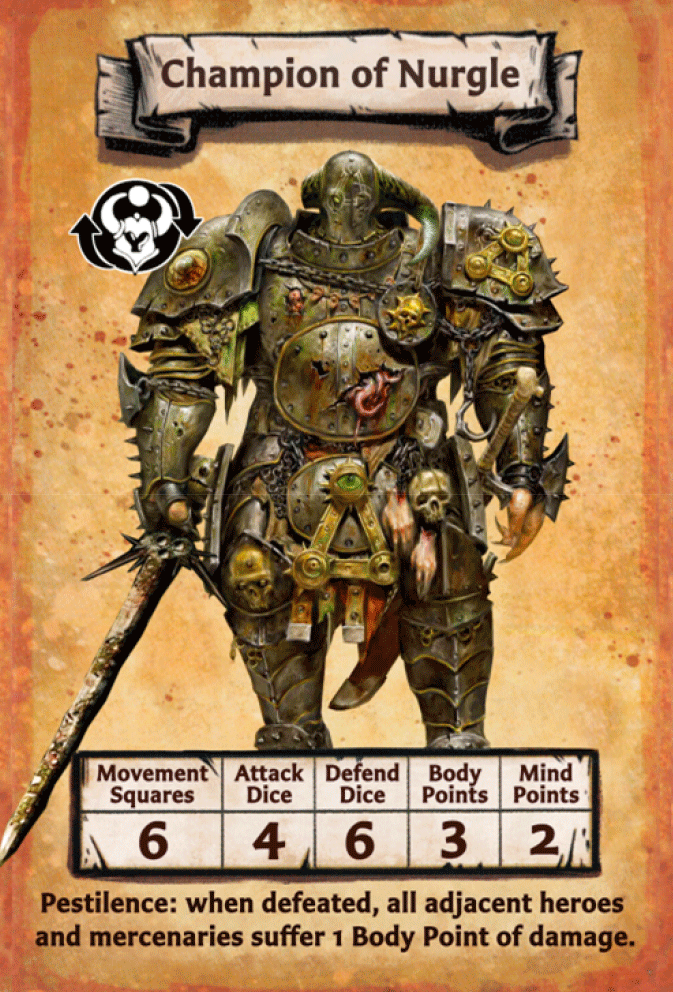 Champion of Nurgle
Movement Squares Attack Dice Defend Dice Body Points Mind Points
6 4 6 3 2
Pestilence: when defeated, all adjacent heroes
and mercenaries suffer 1 Body Point of damage.